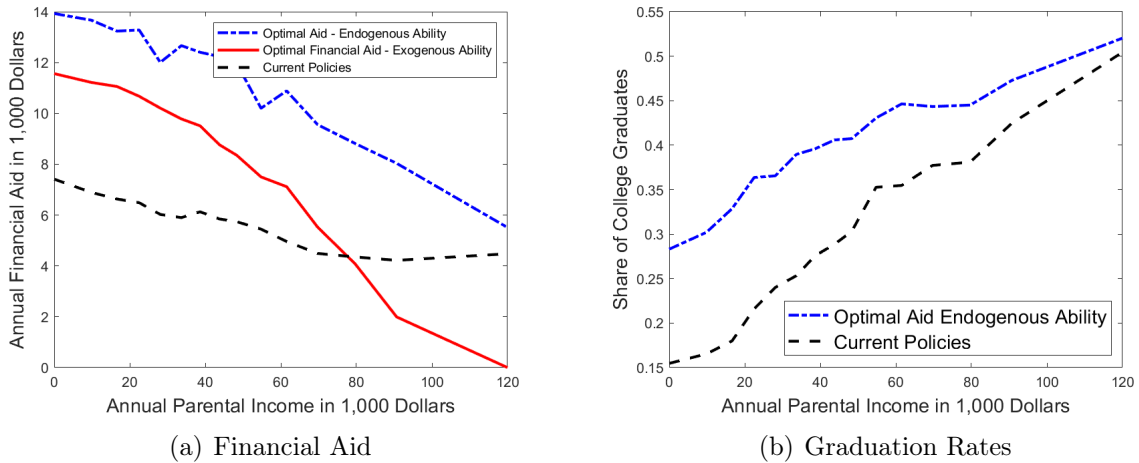 14
12
10
8
6
4
2
0
Annual Financial Aid in 1,000 Dollars
Optimal Aid - Endogenous Ability
Optimal Financial Aid - Exogenous Ability
Current Policies
0 20 40 60 80 100 120
Annual Parental Income in 1,000 Dollars
(a) Financial Aid
0.55
0.5
0.45
0.4
0.35
0.3
0.25
0.2
0.15
Share of College Graduates
Optimal Aid Endogenous Ability
Current Policies
0 20 40 60 80 100 120
Annual Parental Income in 1,000 Dollars
(b) Graduation Rates